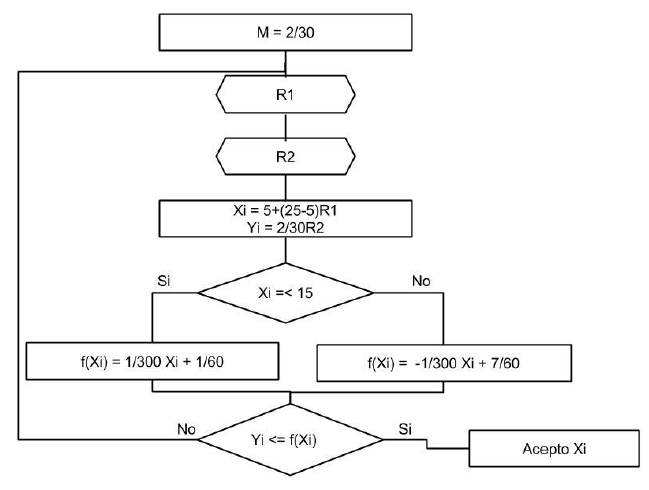 M = 2/30
R1
R2
Xi = 5+(25-5)R1
Yi = 2/30R2
Si
No
Xi =< 15
f(Xi) = 1/300 Xi + 1/60
f(Xi) = -1/300 Xi + 7/60
No
Si
Yi <= f(Xi)
Acepto Xi